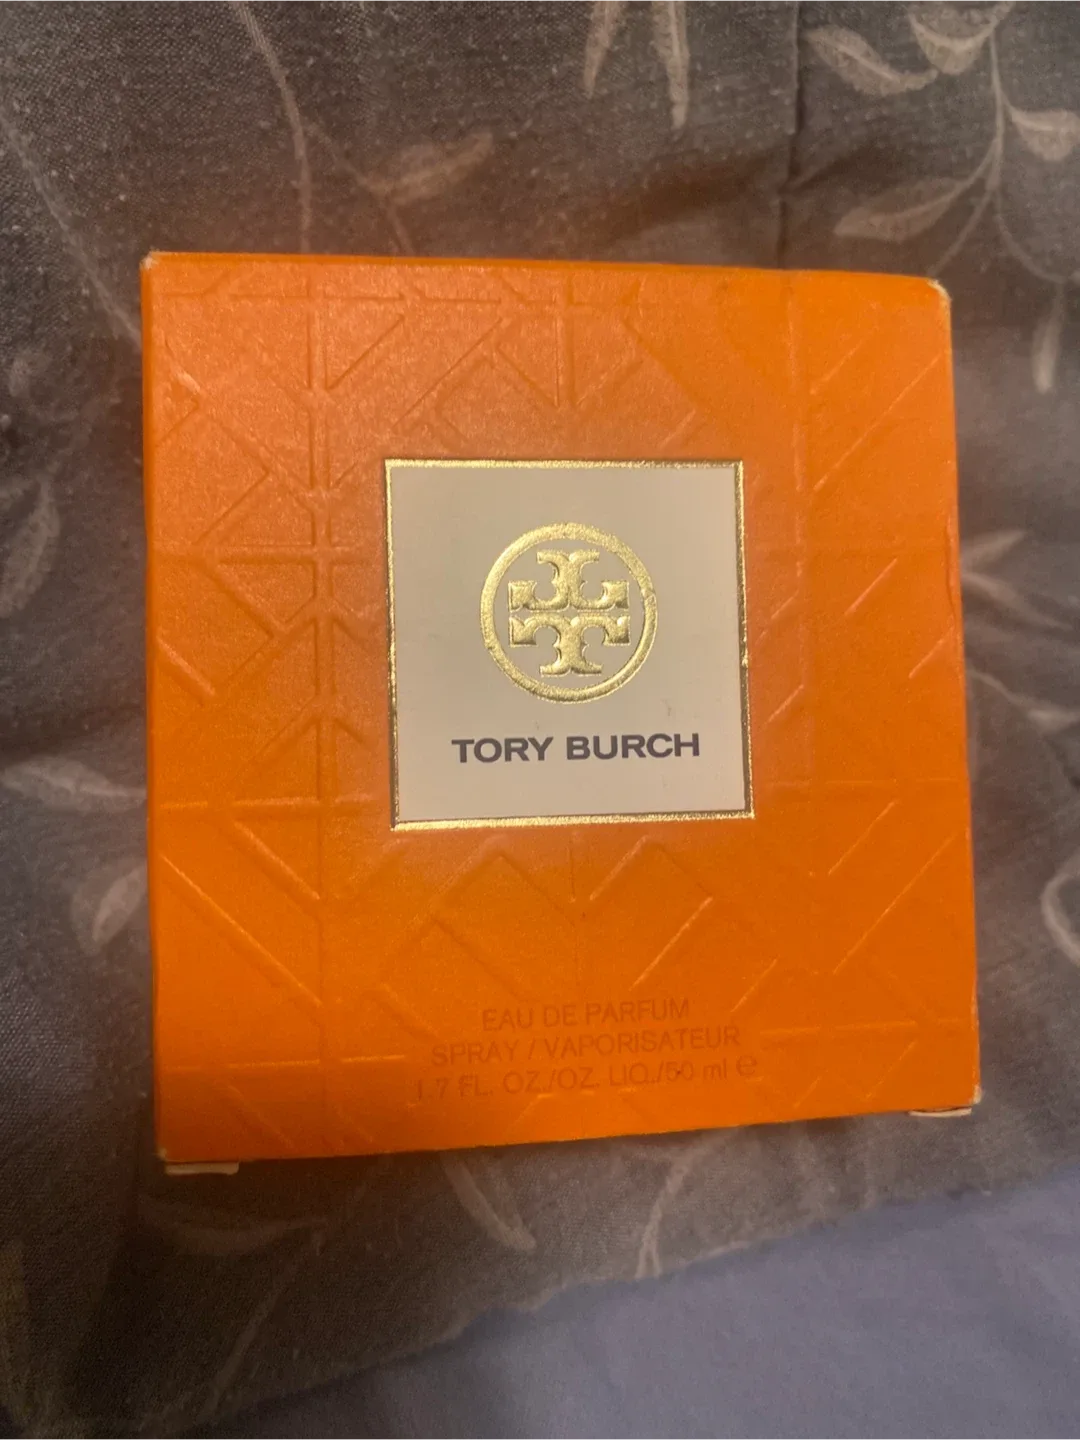 TORY BURCH
EAU DE PARFUM
SPRAY / VAPORISATEUR
1.7 FL. OZ./OZ. LIQ./50 ml ℮